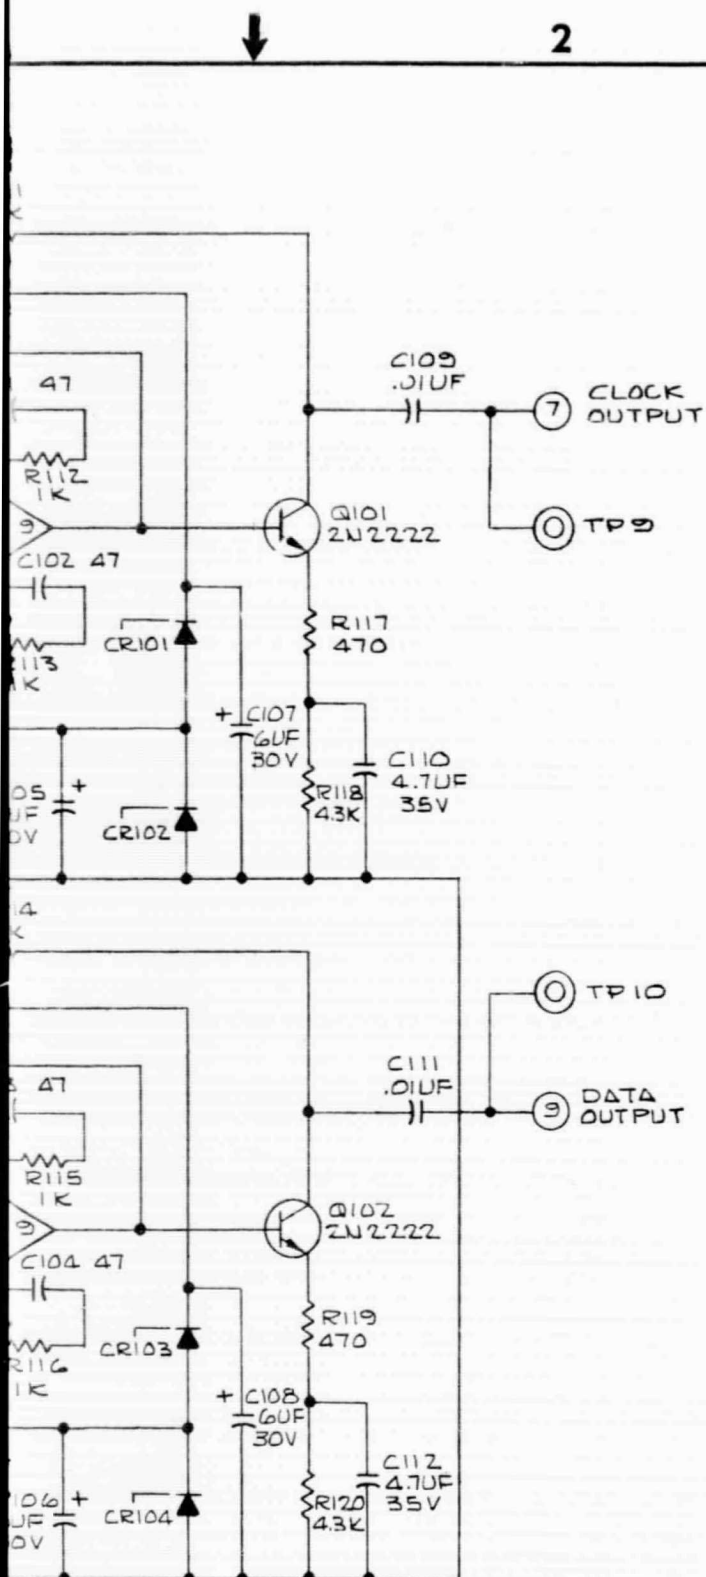 2
47
C109
.01UF
7
CLOCK
OUTPUT
R112
1K
9
Q101
2N2222
TP9
C102 47
R117
470
CR101
1K
+
C107
6UF
30V
C110
4.7UF
35V
R118
4.3K
+
CR102
TP10
47
C111
.01UF
9
DATA
OUTPUT
R115
1K
9
Q102
2N2222
C104 47
R119
470
CR103
R116
1K
+
C108
6UF
30V
C112
4.7UF
35V
R120
4.3K
+
CR104